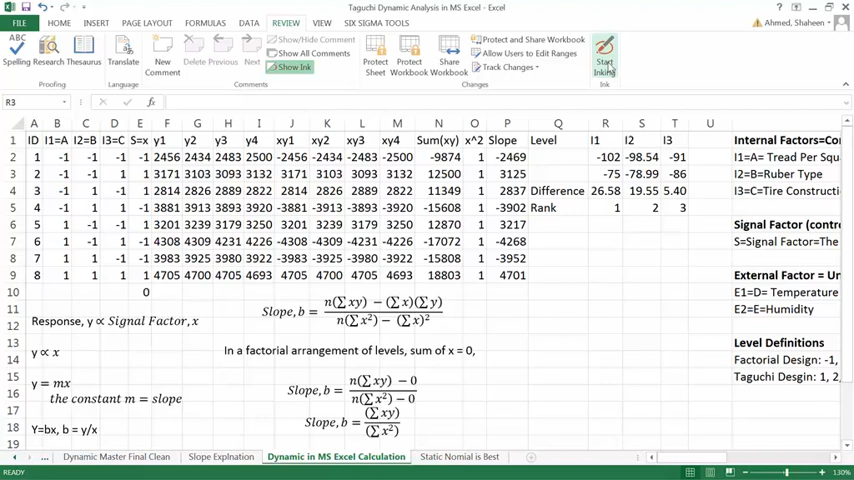 Taguchi Dynamic Analysis in MS Excel - Excel
FILE HOME INSERT PAGE LAYOUT FORMULAS DATA REVIEW VIEW SIX SIGMA TOOLS Ahmed, Shaheen
ABC
Spelling Research Thesaurus Translate New Comment Delete Previous Next Show/Hide Comment Show All Comments Show Ink Protect Sheet Protect Workbook Share Workbook Protect and Share Workbook Allow Users to Edit Ranges Track Changes Start Inking
Proofing Language Comments Changes Ink
R3 fx
A B C D E F G H I J K L M N O P Q R S T U
1 ID I1=A I2=B I3=C S=x y1 y2 y3 y4 xy1 xy2 xy3 xy4 Sum(xy) x^2 Slope Level I1 I2 I3 Internal Factors=Con
2 1 -1 -1 -1 -1 2456 2434 2483 2500 -2456 -2434 -2483 -2500 -9874 1 -2469 -102 -98.54 -91 I1=A= Tread Per Squa
3 2 -1 -1 1 1 3171 3103 3093 3132 3171 3103 3093 3132 12500 1 3125 -75 -78.99 -86 I2=B=Ruber Type
4 3 -1 1 -1 1 2814 2826 2889 2822 2814 2826 2889 2822 11349 1 2837 Difference 26.58 19.55 5.40 I3=C=Tire Constructi
5 4 -1 1 1 -1 3881 3913 3893 3920 -3881 -3913 -3893 -3920 -15608 1 -3902 Rank 1 2 3
6 5 1 -1 -1 1 3201 3239 3179 3250 3201 3239 3179 3250 12870 1 3217 Signal Factor (contro
7 6 1 -1 1 -1 4308 4309 4231 4226 -4308 -4309 -4231 -4226 -17072 1 -4268 S=Signal Factor=The
8 7 1 1 -1 -1 3983 3925 3980 3920 -3983 -3925 -3980 -3920 -15808 1 -3952
9 8 1 1 1 1 4705 4700 4705 4693 4705 4700 4705 4693 18803 1 4701 External Factor = Un
10 0 E1=D= Temperature
11 Slope, b = n(∑xy) − (∑x)(∑y) / n(∑x²) − (∑x)² E2=E=Humidity
Response, y ∝ Signal Factor, x
12
13 y ∝ x In a factorial arrangement of levels, sum of x = 0, Level Definitions
14 Factorial Desgin: -1,
15 y = mx Slope, b = n(∑xy) − 0 / n(∑x²) − 0 Taguchi Desgin: 1, 2,
16 the constant m = slope
17 Slope, b = (∑xy) / (∑x²)
18 Y=bx, b = y/x
19
... Dynamic Master Final Clean Slope Explnation Dynamic in MS Excel Calculation Static Nomial is Best
READY 130%